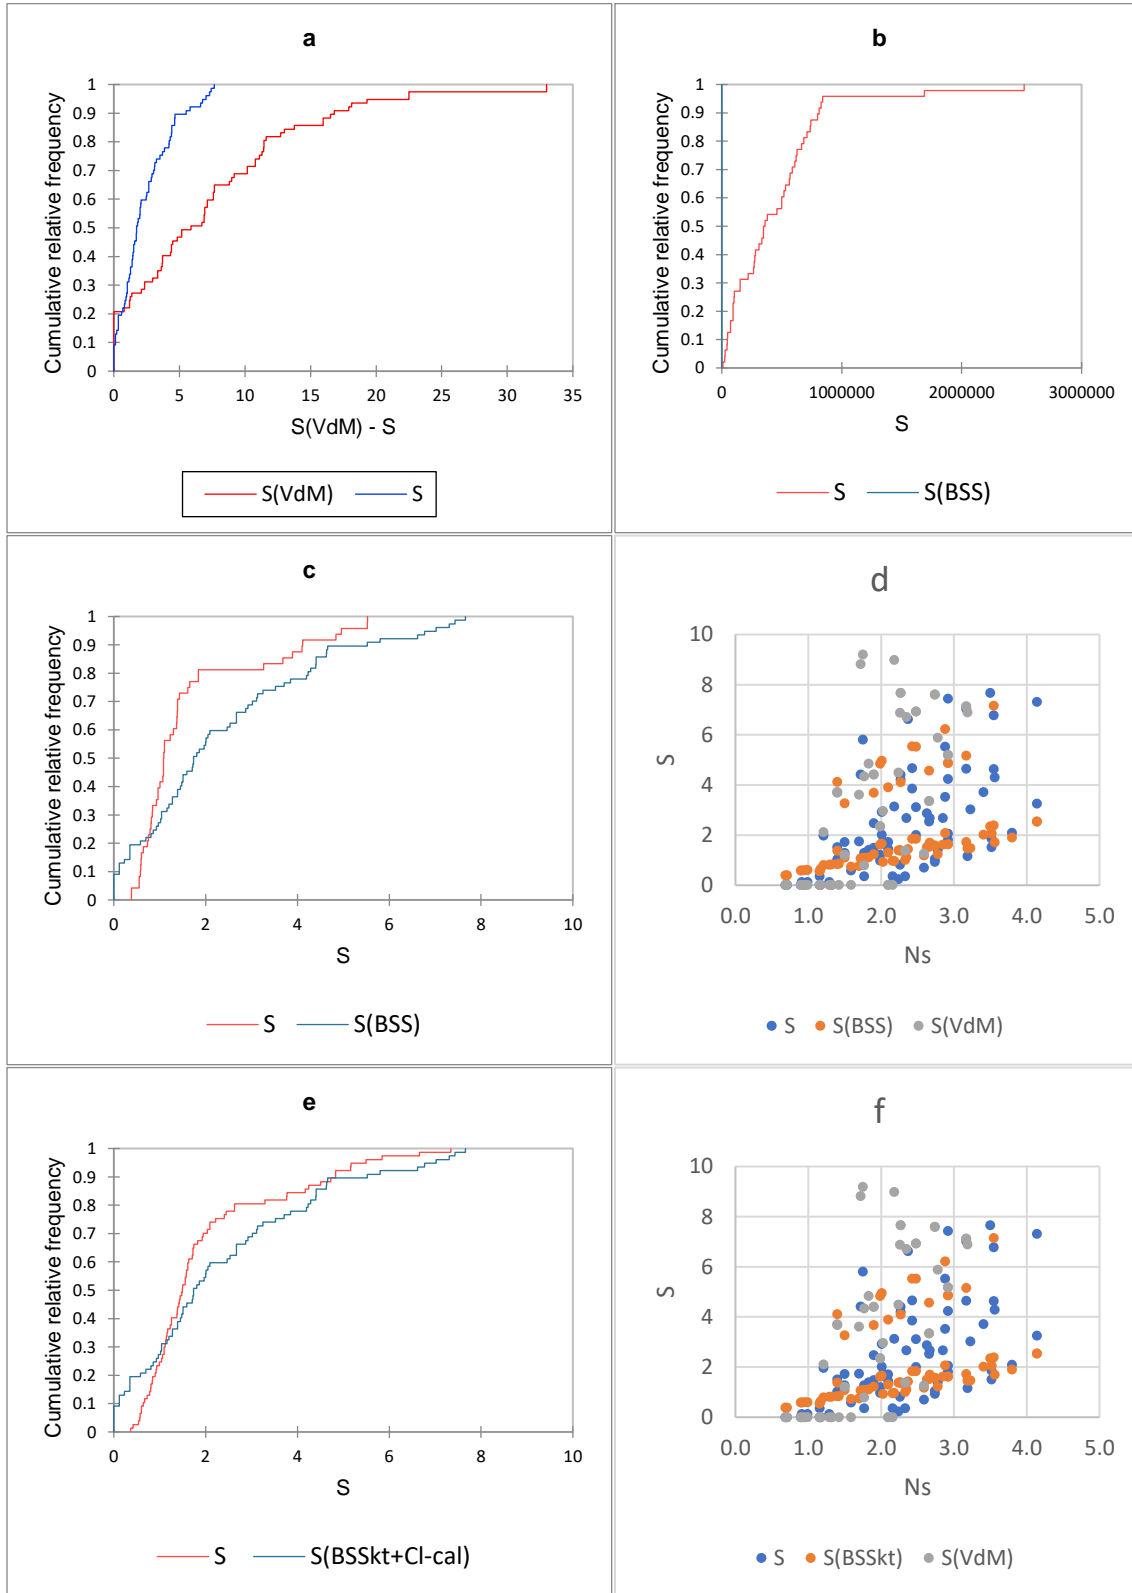 a
Cumulative relative frequency
1
0.9
0.8
0.7
0.6
0.5
0.4
0.3
0.2
0.1
0
0 5 10 15 20 25 30 35
S(VdM) - S
S(VdM) S
b
Cumulative relative frequency
1
0.9
0.8
0.7
0.6
0.5
0.4
0.3
0.2
0.1
0
0 1000000 2000000 3000000
S
S S(BSS)
c
Cumulative relative frequency
1
0.9
0.8
0.7
0.6
0.5
0.4
0.3
0.2
0.1
0
0 2 4 6 8 10
S
S S(BSS)
d
S
10
8
6
4
2
0
0.0 1.0 2.0 3.0 4.0 5.0
Ns
S S(BSS) S(VdM)
e
Cumulative relative frequency
1
0.9
0.8
0.7
0.6
0.5
0.4
0.3
0.2
0.1
0
0 2 4 6 8 10
S
S S(BSSkt+Cl-cal)
f
S
10
8
6
4
2
0
0.0 1.0 2.0 3.0 4.0 5.0
Ns
S S(BSSkt) S(VdM)